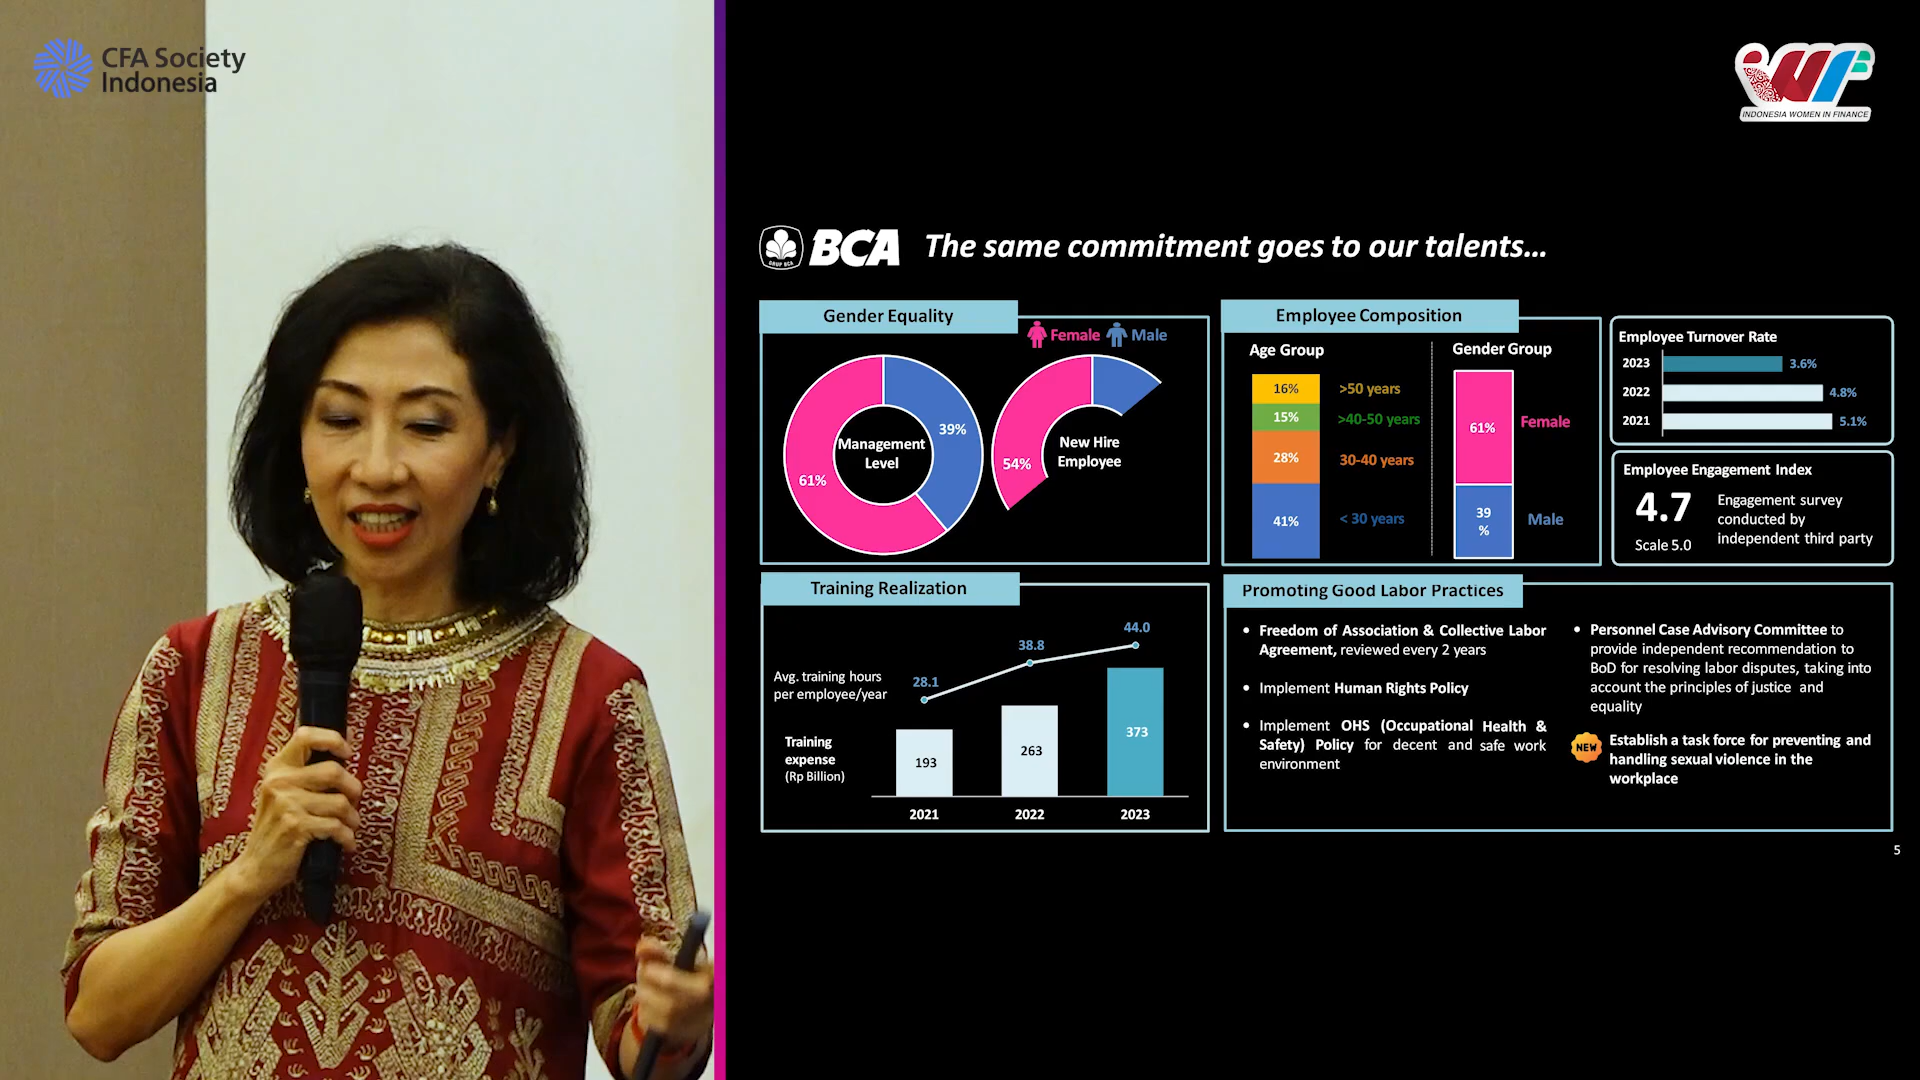 CFA Society
Indonesia
INDONESIA WOMEN IN FINANCE
GRUP BCA
BCA
The same commitment goes to our talents...
Gender Equality
Female
Male
Management
Level
39%
61%
New Hire
Employee
54%
Employee Composition
Age Group
16%
>50 years
15%
>40-50 years
28%
30-40 years
41%
< 30 years
Gender Group
61%
Female
39
%
Male
Employee Turnover Rate
2023
3.6%
2022
4.8%
2021
5.1%
Employee Engagement Index
4.7
Scale 5.0
Engagement survey
conducted by
independent third party
Training Realization
Avg. training hours
per employee/year
28.1
38.8
44.0
Training
expense
(Rp Billion)
193
263
373
2021
2022
2023
Promoting Good Labor Practices
• Freedom of Association & Collective Labor
Agreement, reviewed every 2 years
• Implement Human Rights Policy
• Implement OHS (Occupational Health &
Safety) Policy for decent and safe work
environment
• Personnel Case Advisory Committee to
provide independent recommendation to
BoD for resolving labor disputes, taking into
account the principles of justice and
equality
NEW
Establish a task force for preventing and
handling sexual violence in the
workplace
5